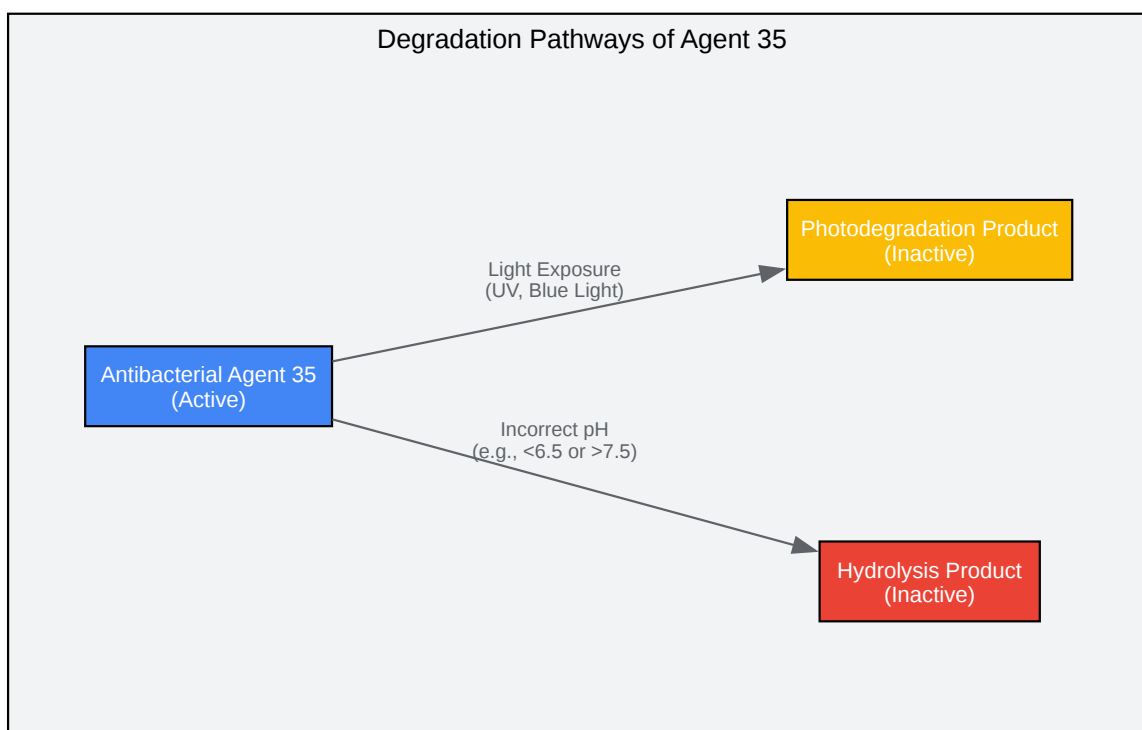 Degradation Pathways of Agent 35
Photodegradation Product
(Inactive)
Light Exposure
(UV, Blue Light)
Antibacterial Agent 35
(Active)
Incorrect pH
(e.g., <6.5 or >7.5)
Hydrolysis Product
(Inactive)